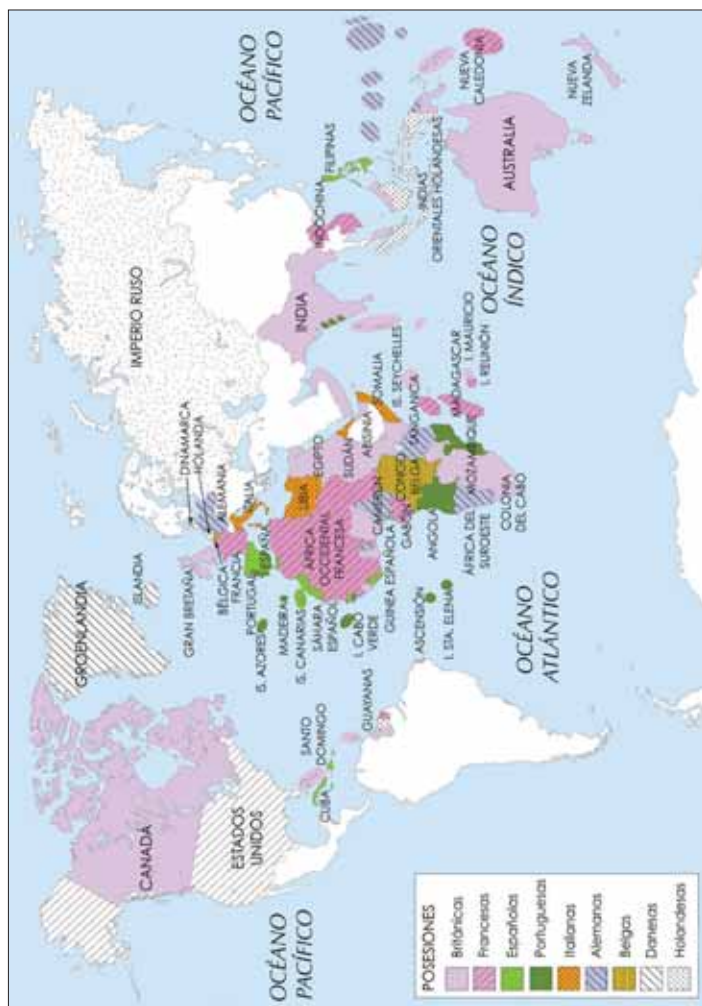 OCÉANO
PACÍFICO
CANADÁ
ESTADOS
UNIDOS
GROENLANDIA
ISLANDIA
GRAN BRETAÑA
BÉLGICA
FRANCIA
PORTUGAL
ESPAÑA
DINAMARCA
HOLANDA
ALEMANIA
ITALIA
IMPERIO RUSO
OCÉANO
PACÍFICO
IS. AZORES
MADEIRA
IS. CANARIAS
SÁHARA
ESPAÑOL
I. CABO
VERDE
SANTO
DOMINGO
CUBA
GUAYANAS
LIBIA
EGIPTO
ÁFRICA
OCCIDENTAL
FRANCESA
SUDÁN
ABISINIA
SOMALIA
IS. SEYCHELLES
GUINEA ESPAÑOLA
CAMERÚN
GABÓN
CONGO
BELGA
TANGANICA
ANGOLA
MOZAMBIQUE
MADAGASCAR
I. MAURICIO
I. REUNIÓN
ÁFRICA DEL
SUROESTE
COLONIA
DEL CABO
I. ASCENSIÓN
I. STA. ELENA
OCÉANO
ATLÁNTICO
INDIA
INDOCHINA
FILIPINAS
INDIAS
ORIENTALES HOLANDESAS
OCÉANO
ÍNDICO
AUSTRALIA
NUEVA
CALEDONIA
NUEVA
ZELANDA
POSESIONES
Británicas
Francesas
Españolas
Portuguesas
Italianas
Alemanas
Belgas
Danesas
Holandesas